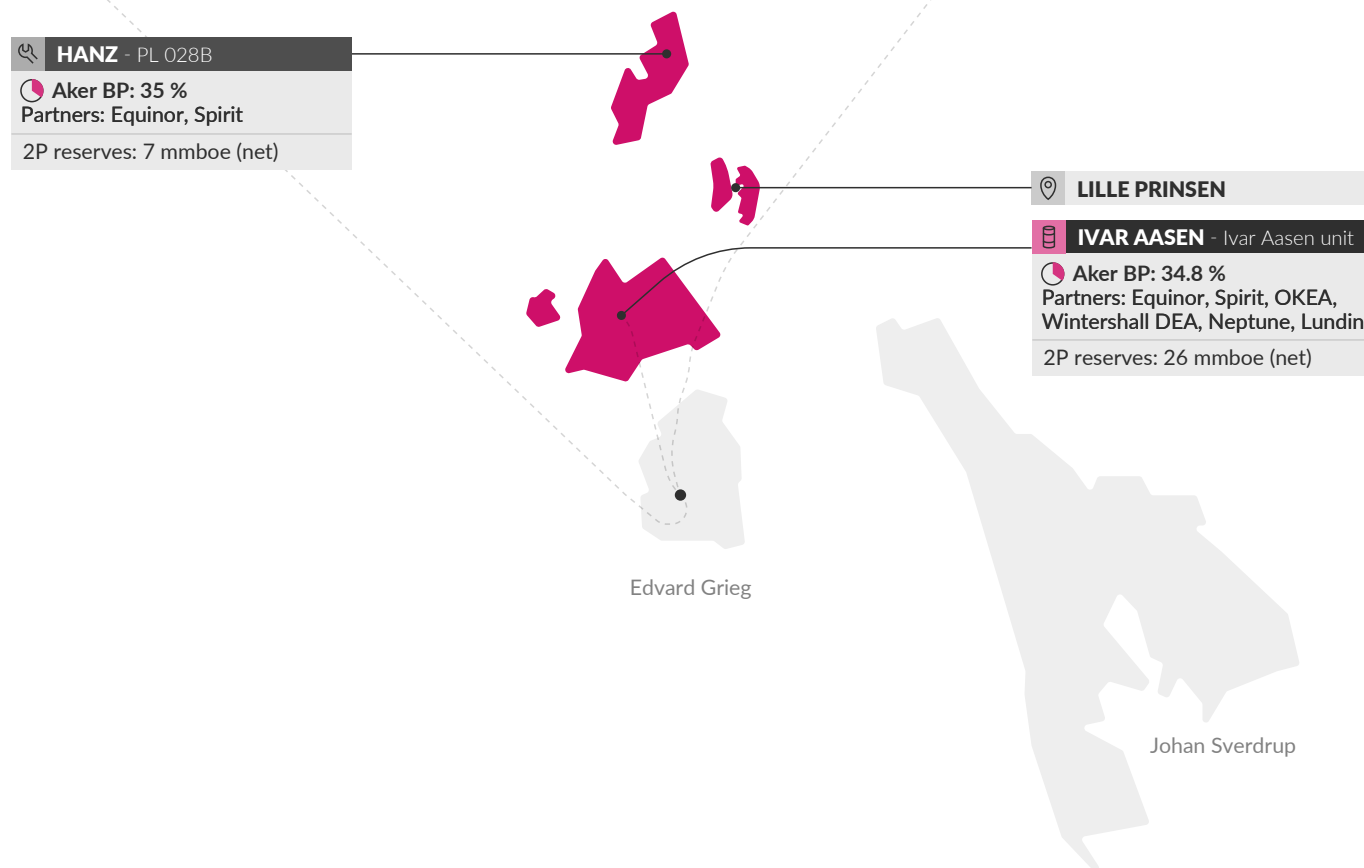 HANZ - PL 028B
Aker BP: 35 %
Partners: Equinor, Spirit
2P reserves: 7 mmboe (net)
LILLE PRINSEN
IVAR AASEN - Ivar Aasen unit
Aker BP: 34.8 %
Partners: Equinor, Spirit, OKEA,
Wintershall DEA, Neptune, Lundin
2P reserves: 26 mmboe (net)
Edvard Grieg
Johan Sverdrup